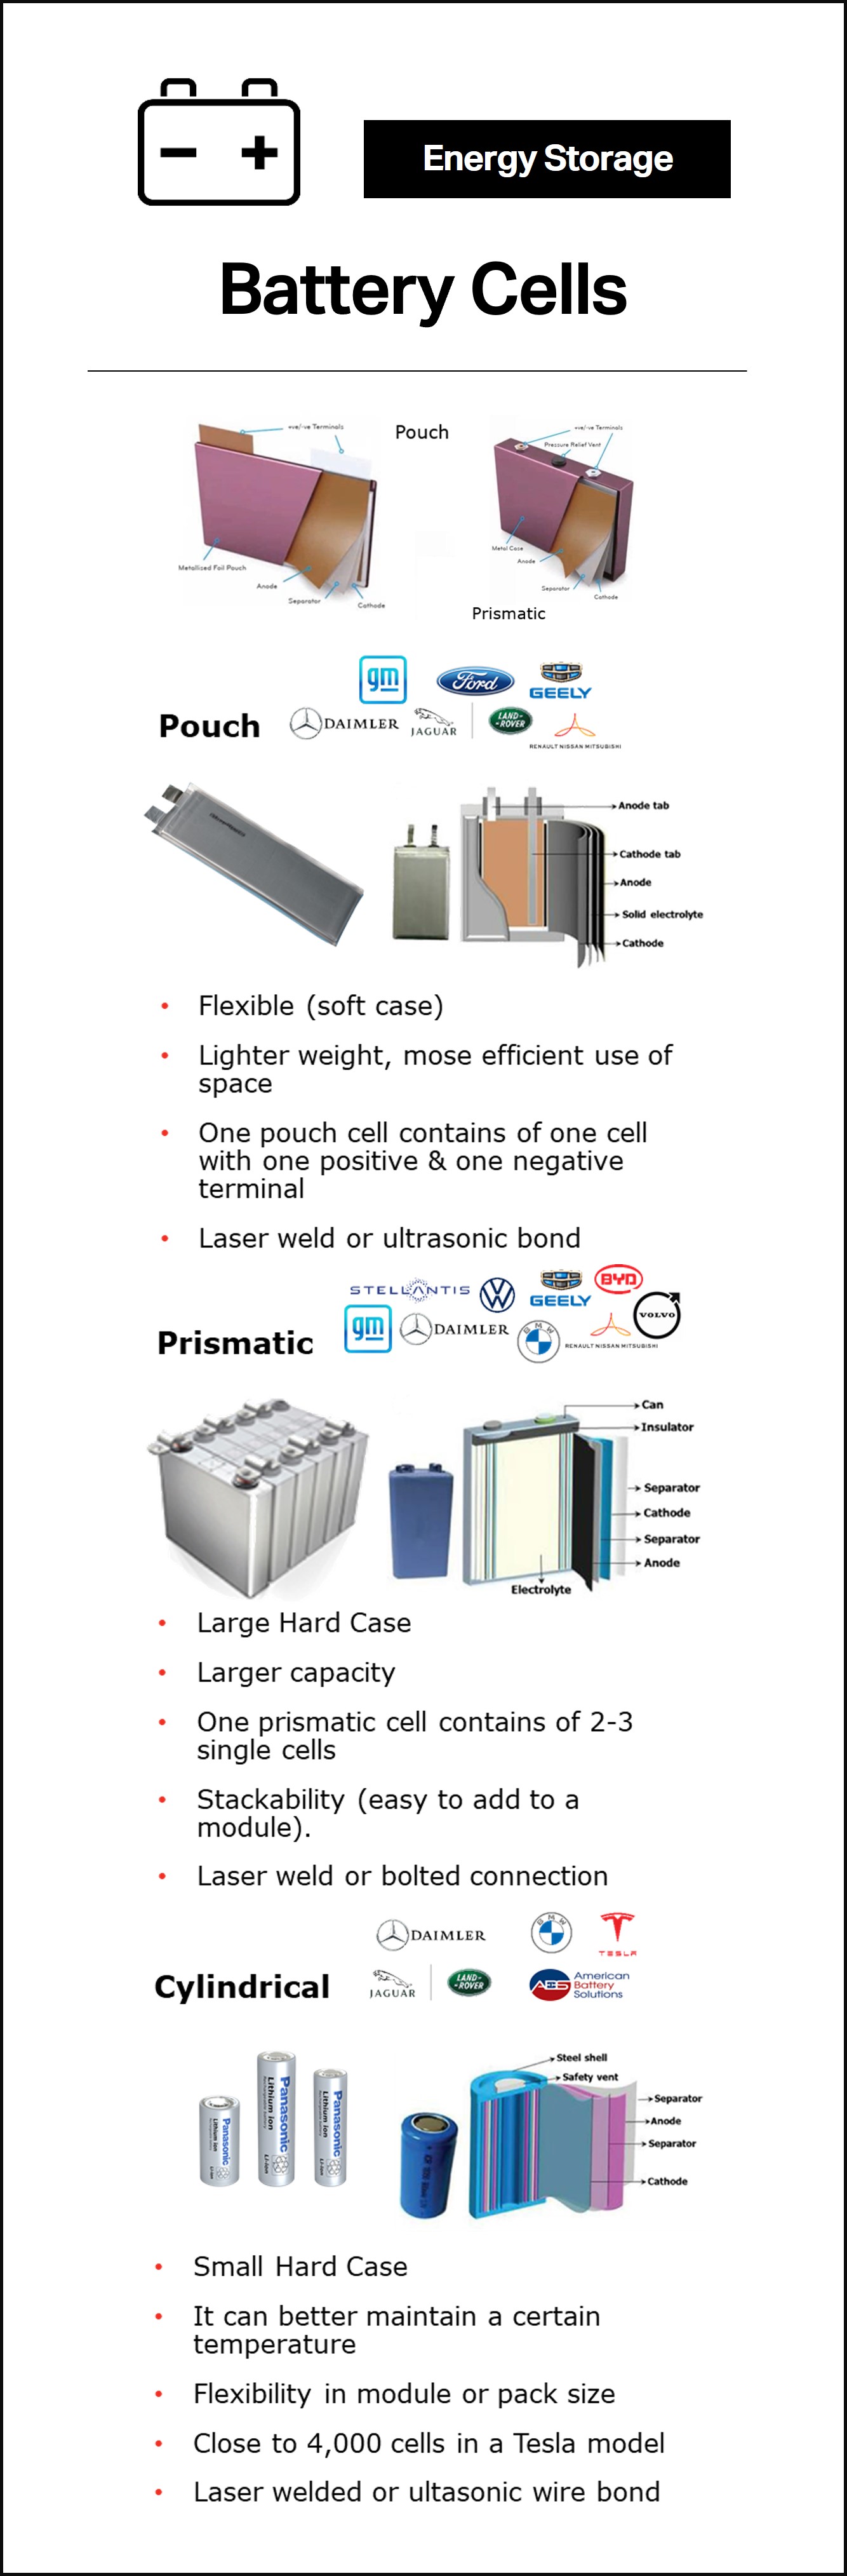 Energy Storage
Battery Cells
+ve/-ve Terminals
Pouch
Metallised Foil Pouch
Anode
Separator
Cathode
+ve/-ve Terminals
Pressure Relief Vent
Metal Case
Anode
Separator
Cathode
Prismatic
gm
Ford
GEELY
Pouch
DAIMLER
JAGUAR
LAND-
ROVER
RENAULT NISSAN MITSUBISHI
Anode tab
Cathode tab
Anode
Solid electrolyte
Cathode
• Flexible (soft case)
• Lighter weight, mose efficient use of
space
• One pouch cell contains of one cell
with one positive & one negative
terminal
• Laser weld or ultrasonic bond
STELLANTIS
GEELY
BYD
VOLVO
gm
DAIMLER
BMW
RENAULT NISSAN MITSUBISHI
Prismatic
Can
Insulator
Separator
Cathode
Separator
Anode
Electrolyte
• Large Hard Case
• Larger capacity
• One prismatic cell contains of 2-3
single cells
• Stackability (easy to add to a
module).
• Laser weld or bolted connection
DAIMLER
BMW
TESLA
Cylindrical
JAGUAR
LAND-
ROVER
ABS American
Battery
Solutions
Steel shell
Safety vent
Separator
Anode
Separator
Cathode
Panasonic
Lithium ion
Li-ion
Panasonic
Lithium ion
Li-ion
Panasonic
Lithium ion
Li-ion
• Small Hard Case
• It can better maintain a certain
temperature
• Flexibility in module or pack size
• Close to 4,000 cells in a Tesla model
• Laser welded or ultasonic wire bond